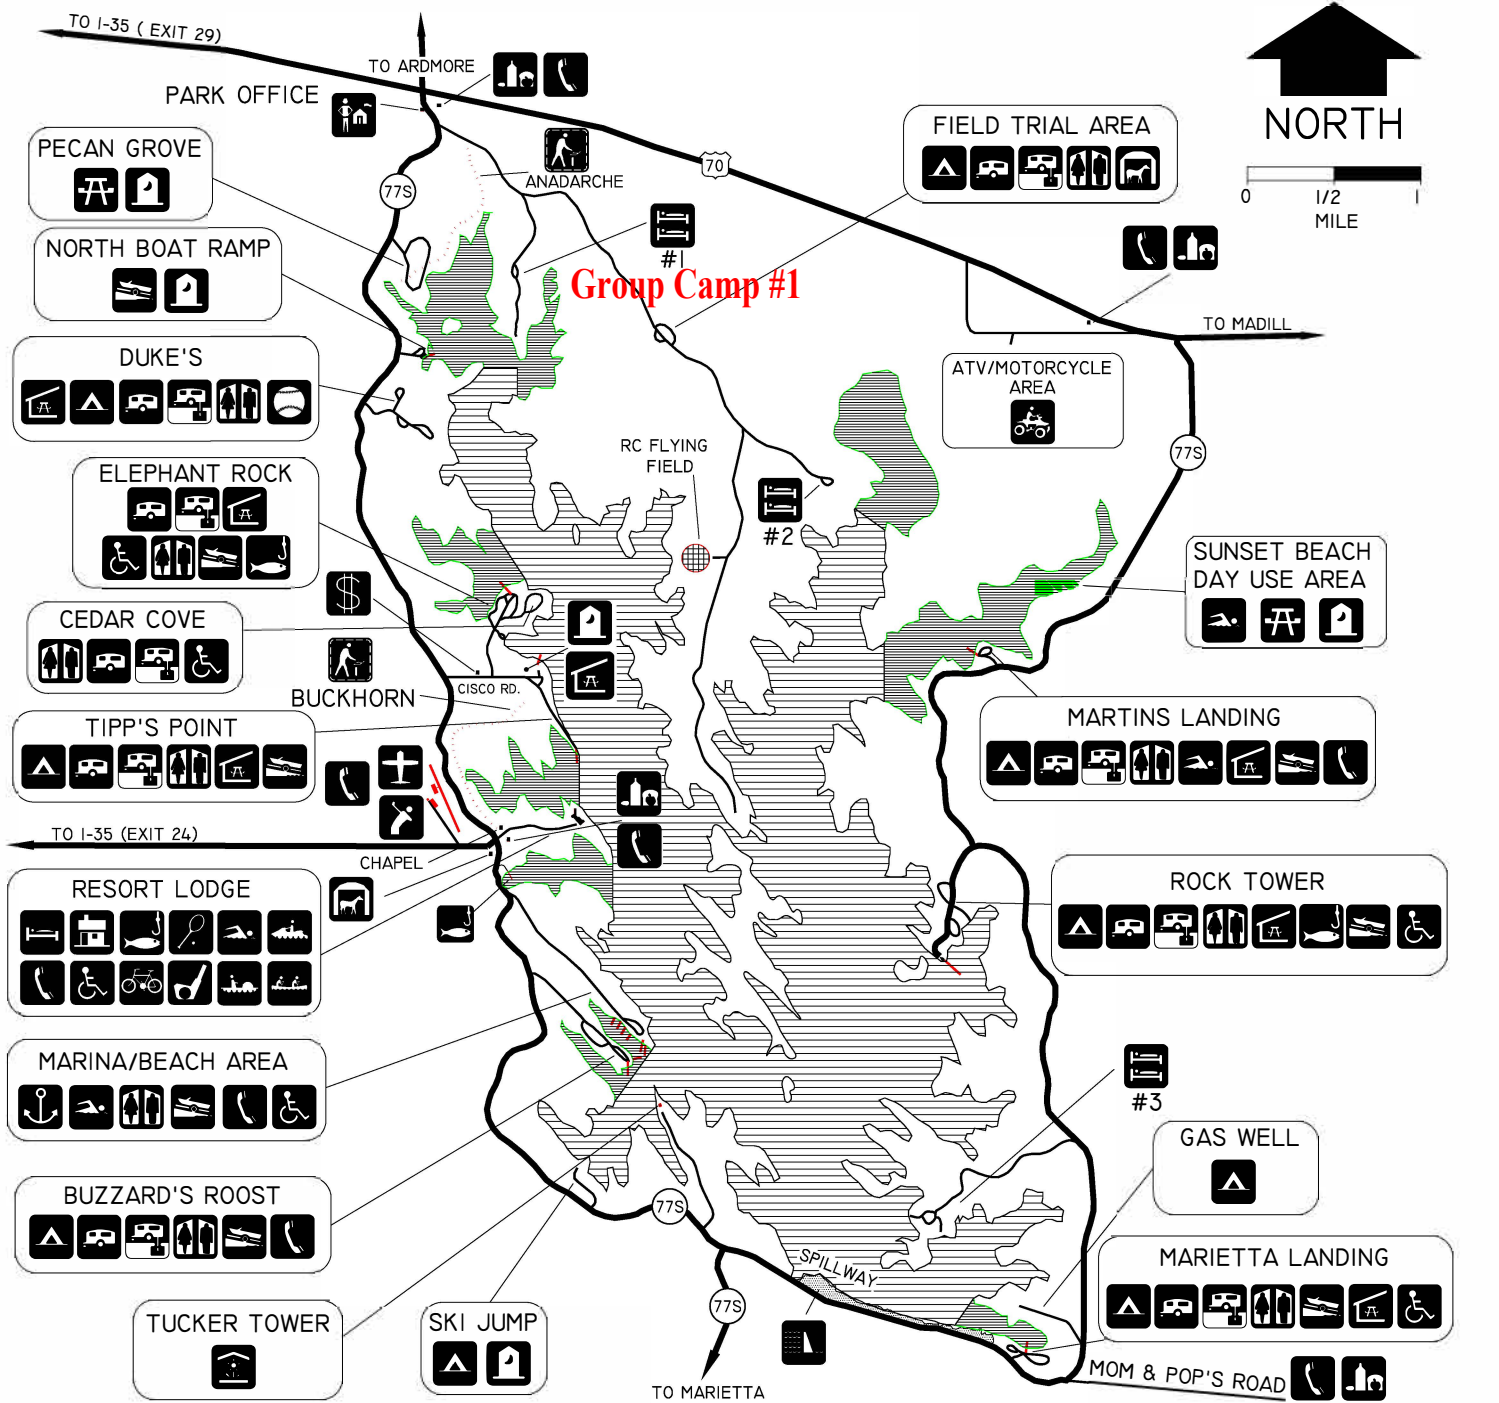 TO I-35 ( EXIT 29)
TO ARDMORE
PARK OFFICE
NORTH
0
1/2
1
MILE
PECAN GROVE
77S
ANADARCHE
70
FIELD TRIAL AREA
NORTH BOAT RAMP
#1
Group Camp #1
TO MADILL
DUKE'S
ATV/MOTORCYCLE
AREA
ELEPHANT ROCK
RC FLYING
FIELD
77S
#2
SUNSET BEACH
DAY USE AREA
$
CEDAR COVE
BUCKHORN
CISCO RD.
TIPP'S POINT
MARTINS LANDING
TO I-35 (EXIT 24)
CHAPEL
RESORT LODGE
ROCK TOWER
MARINA/BEACH AREA
#3
GAS WELL
BUZZARD'S ROOST
77S
SPILLWAY
MARIETTA LANDING
77S
TUCKER TOWER
SKI JUMP
TO MARIETTA
MOM & POP'S ROAD